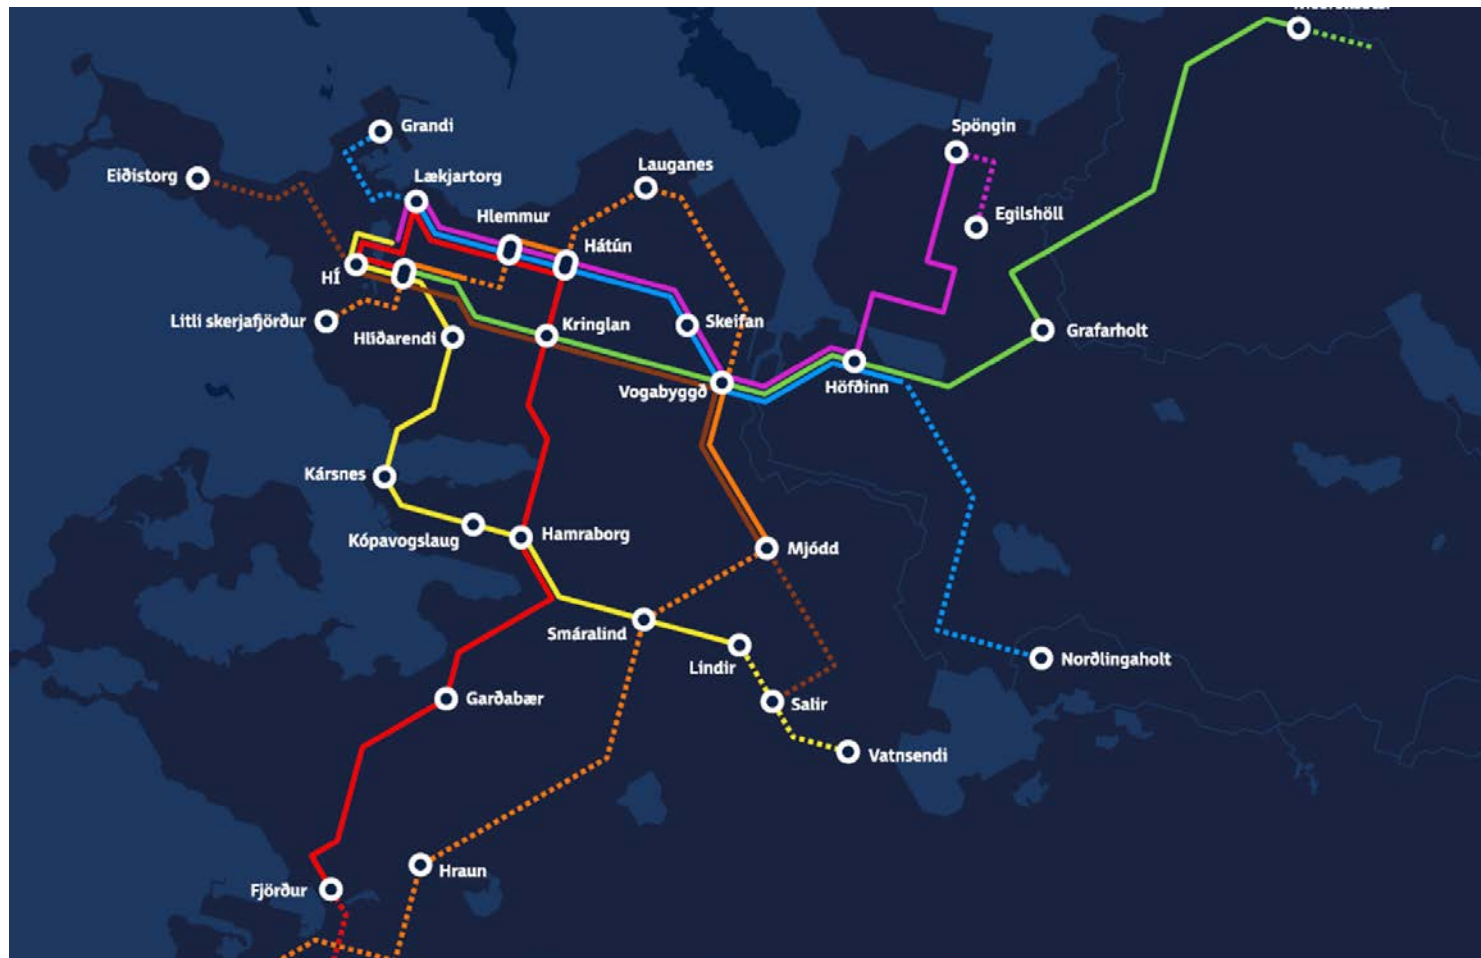 Grandi
Spöngin
Lauganes
Eiðistorg
Lækjartorg
Hlemmur
Egilshöll
Hátún
HÍ
Litli skerjafjörður
Skeifan
Kringlan
Grafarholt
Hlíðarendi
Höfðinn
Vogabyggð
Kársnes
Kópavogslaug
Hamraborg
Mjódd
Smáralind
Norðlingaholt
Lindir
Garðabær
Salir
Vatnsendi
Hraun
Fjörður